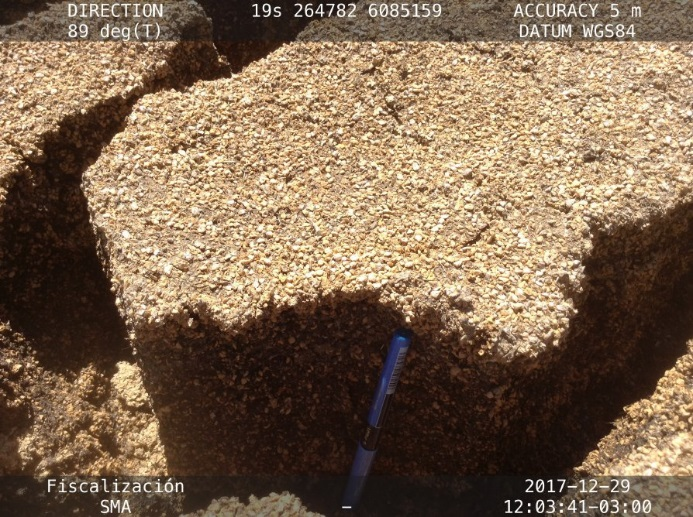 DIRECTION
89 deg(T)
19s 264782 6085159
ACCURACY 5 m
DATUM WGS84
Fiscalización
SMA
2017-12-29
12:03:41-03:00